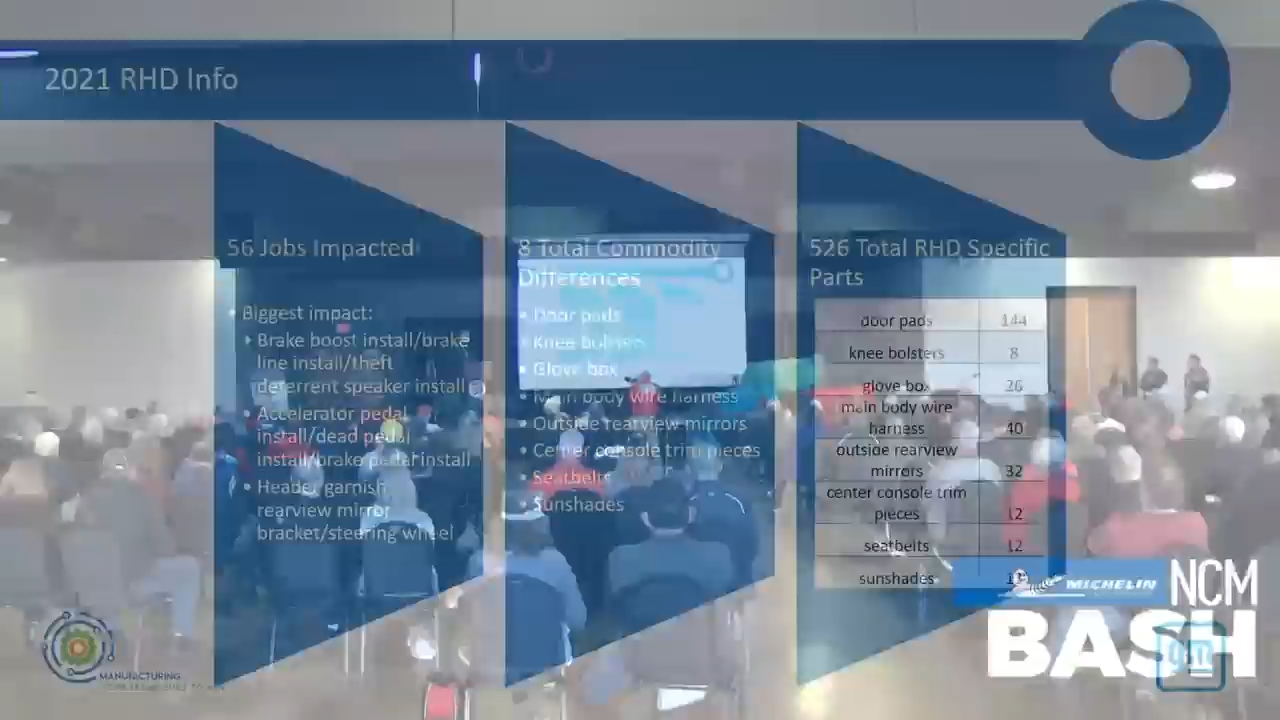 2021 RHD Info
56 Jobs Impacted
• Biggest impact:
• Brake boost install/brake
line install/theft
deterrent speaker install
• Accelerator pedal
install/dead pedal
install/brake pedal install
• Header garnish
rearview mirror
bracket/steering wheel
8 Total Commodity
Differences
• Door pads
• Knee bolsters
• Glove box
• Main body wire harness
• Outside rearview mirrors
• Center console trim pieces
• Seatbelts
• Sunshades
526 Total RHD Specific
Parts
door pads 144
knee bolsters 8
glove box 26
main body wire
harness 40
outside rearview
mirrors 32
center console trim
pieces 12
seatbelts 12
sunshades
MICHELIN NCM
BASH
gm
MANUFACTURING